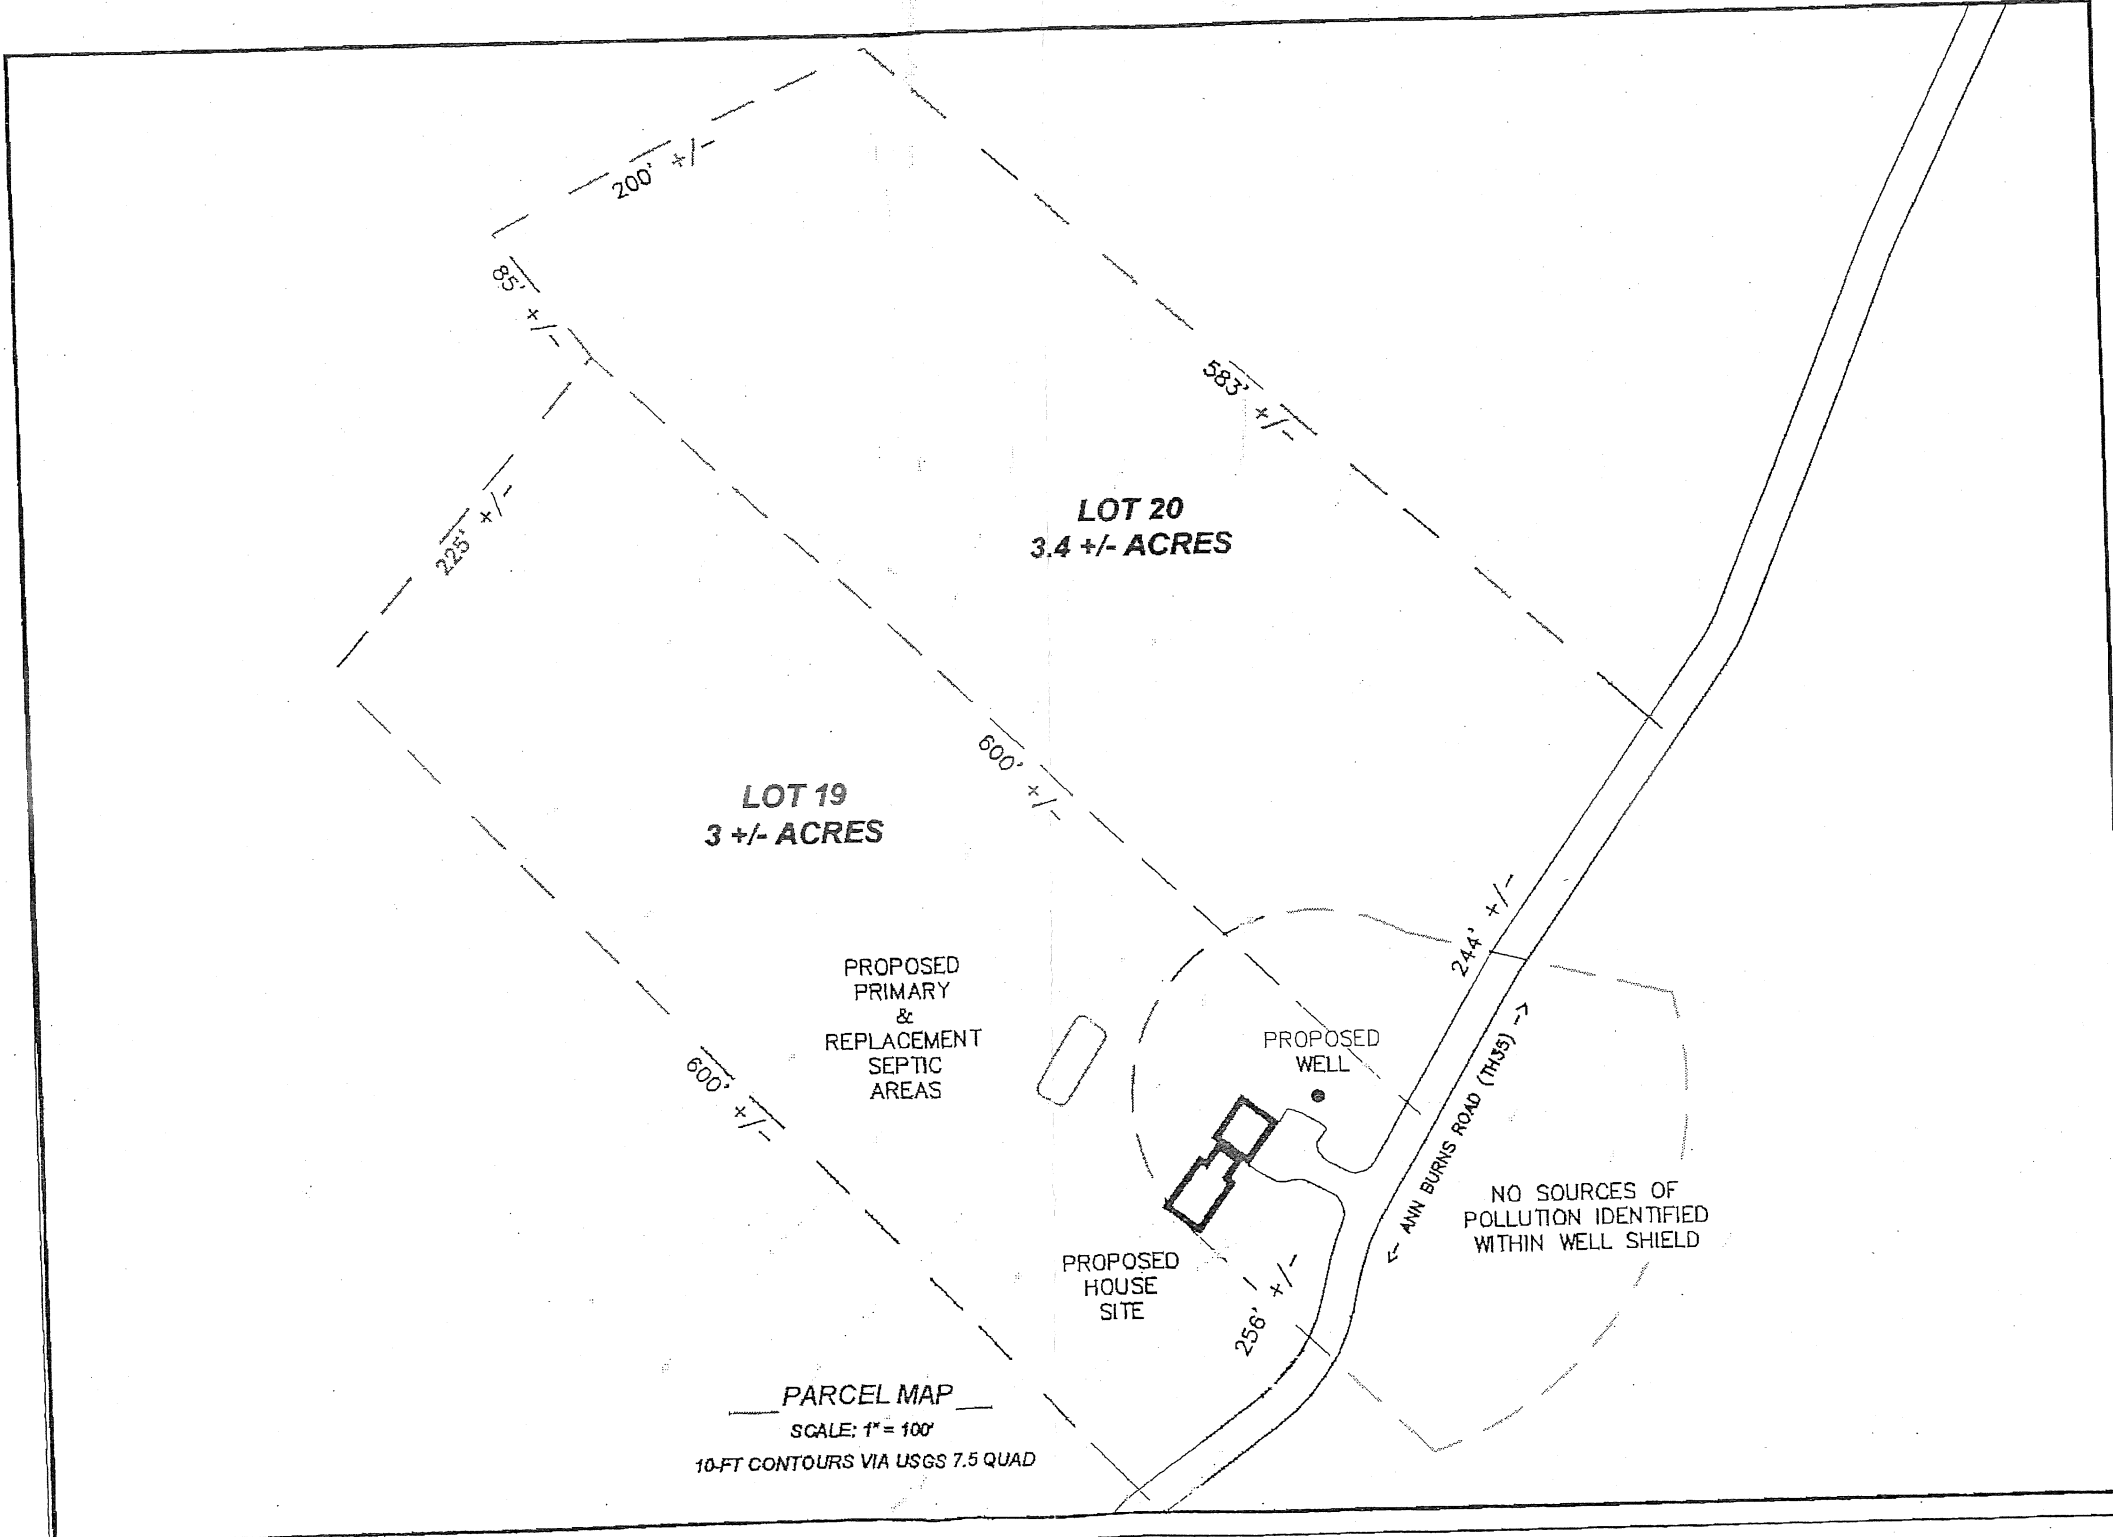 200' +/-
85' +/-
583' +/-
225' +/-
LOT 20
3.4 +/- ACRES
600' +/-
LOT 19
3 +/- ACRES
244' +/-
PROPOSED
PRIMARY
&
REPLACEMENT
SEPTIC
AREAS
PROPOSED
WELL
600' +/-
<- ANN BURNS ROAD (TH35) ->
NO SOURCES OF
POLLUTION IDENTIFIED
WITHIN WELL SHIELD
PROPOSED
HOUSE
SITE
256' +/-
PARCEL MAP
SCALE: 1" = 100'
10-FT CONTOURS VIA USGS 7.5 QUAD